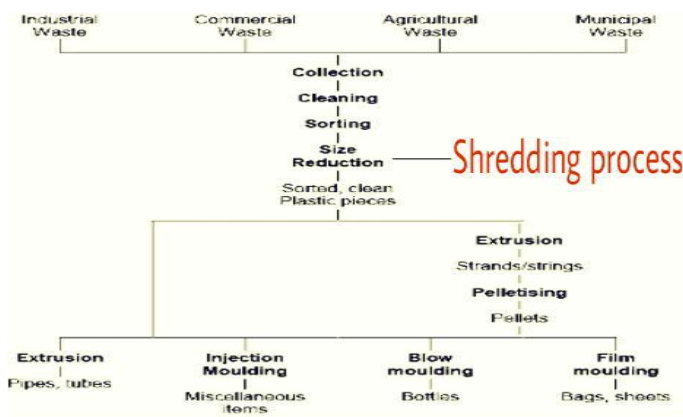 Industrial Waste
Commercial Waste
Agricultural Waste
Municipal Waste
Collection
Cleaning
Sorting
Size
Reduction
Shredding process
Sorted, clean
Plastic pieces
Extrusion
Strands/strings
Pelletising
Pellets
Extrusion
Pipes, tubes
Injection
Moulding
Miscellaneous
items
Blow
moulding
Bottles
Film
moulding
Bags, sheets